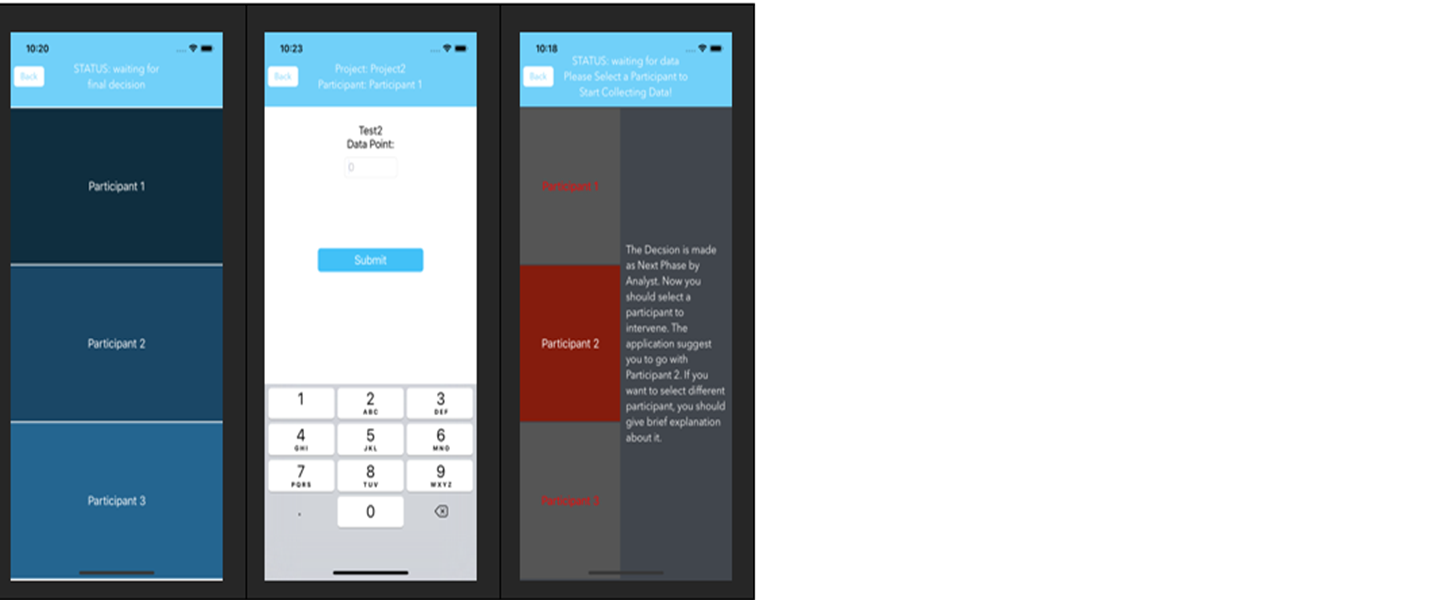 10:20
Back
STATUS: waiting for
final decision
Participant 1
Participant 2
Participant 3
10:23
Back
Project: Project2
Participant: Participant 1
Test2
Data Point:
0
Submit
1
2
ABC
3
DEF
4
GHI
5
JKL
6
MNO
7
PQRS
8
TUV
9
WXYZ
.
0
10:18
Back
STATUS: waiting for data
Please Select a Participant to
Start Collecting Data!
Participant 1
Participant 2
Participant 3
The Decsion is made
as Next Phase by
Analyst. Now you
should select a
participant to
intervene. The
application suggest
you to go with
Participant 2. If you
want to select different
participant, you should
give brief explanation
about it.